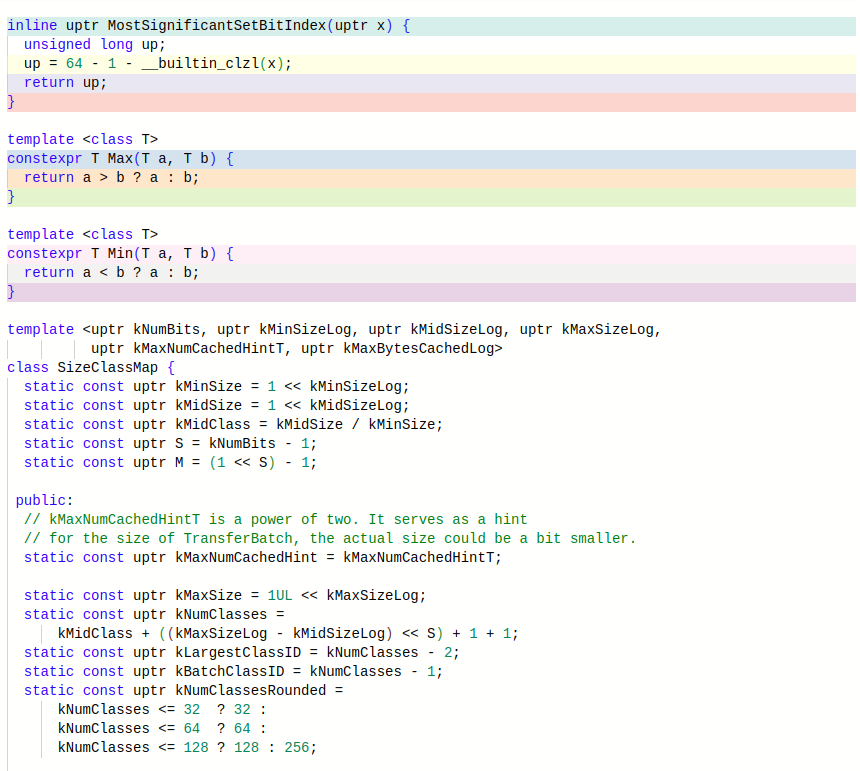 inline uptr MostSignificantSetBitIndex(uptr x) {
  unsigned long up;
  up = 64 - 1 - __builtin_clzl(x);
  return up;
}

template <class T>
constexpr T Max(T a, T b) {
  return a > b ? a : b;
}

template <class T>
constexpr T Min(T a, T b) {
  return a < b ? a : b;
}

template <uptr kNumBits, uptr kMinSizeLog, uptr kMidSizeLog, uptr kMaxSizeLog,
          uptr kMaxNumCachedHintT, uptr kMaxBytesCachedLog>
class SizeClassMap {
  static const uptr kMinSize = 1 << kMinSizeLog;
  static const uptr kMidSize = 1 << kMidSizeLog;
  static const uptr kMidClass = kMidSize / kMinSize;
  static const uptr S = kNumBits - 1;
  static const uptr M = (1 << S) - 1;

 public:
  // kMaxNumCachedHintT is a power of two. It serves as a hint
  // for the size of TransferBatch, the actual size could be a bit smaller.
  static const uptr kMaxNumCachedHint = kMaxNumCachedHintT;

  static const uptr kMaxSize = 1UL << kMaxSizeLog;
  static const uptr kNumClasses =
      kMidClass + ((kMaxSizeLog - kMidSizeLog) << S) + 1 + 1;
  static const uptr kLargestClassID = kNumClasses - 2;
  static const uptr kBatchClassID = kNumClasses - 1;
  static const uptr kNumClassesRounded =
      kNumClasses <= 32  ? 32 :
      kNumClasses <= 64  ? 64 :
      kNumClasses <= 128 ? 128 : 256;